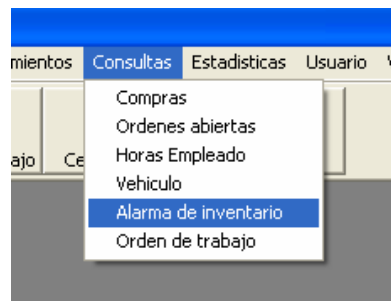 mientos Consultas Estadisticas Usuario
Compras
Ordenes abiertas
ajo Ce Horas Empleado
Vehiculo
Alarma de inventario
Orden de trabajo